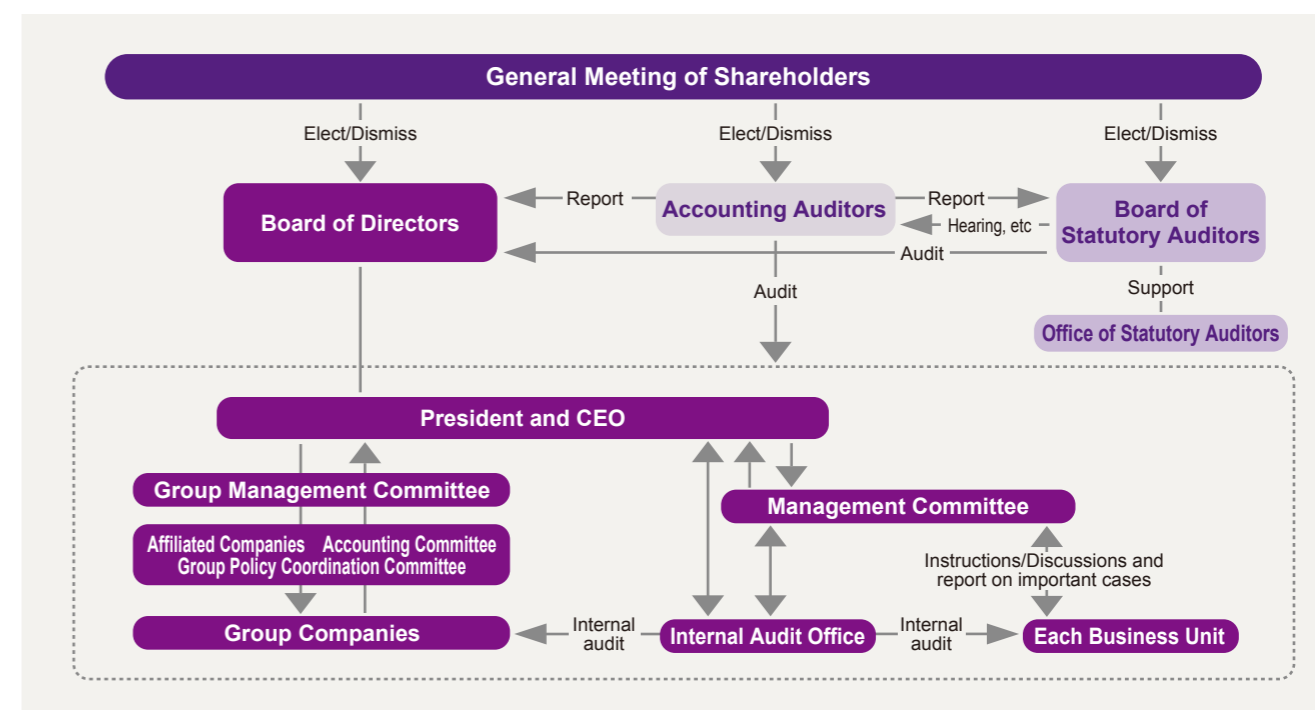 General Meeting of Shareholders
Elect/Dismiss
Elect/Dismiss
Elect/Dismiss
Board of Directors
Report
Accounting Auditors
Report
Hearing, etc
Board of
Statutory Auditors
Audit
Audit
Support
Office of Statutory Auditors
President and CEO
Group Management Committee
Management Committee
Affiliated Companies Accounting Committee
Group Policy Coordination Committee
Instructions/Discussions and
report on important cases
Group Companies
Internal
audit
Internal Audit Office
Internal
audit
Each Business Unit